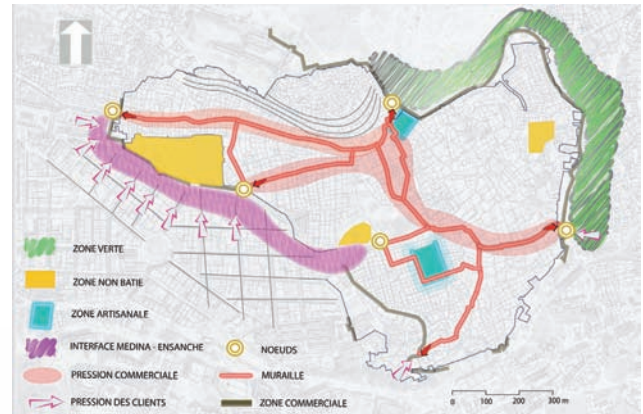 ZONE VERTE
ZONE NON BATIE
ZONE ARTISANALE
INTERFACE MEDINA - ENSANCHE
PRESSION COMMERCIALE
PRESSION DES CLIENTS
NOEUDS
MURAILLE
ZONE COMMERCIALE
0 100 200 300 m